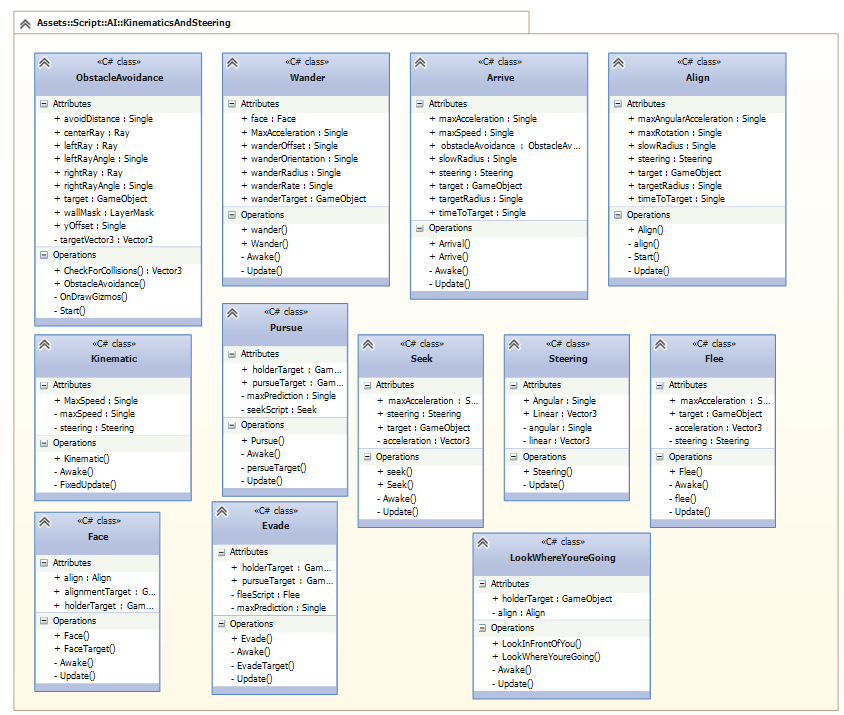 Assets::Script::AI::KinematicsAndSteering
«C# class»
ObstacleAvoidance
Attributes
+ avoidDistance : Single
+ centerRay : Ray
+ leftRay : Ray
+ leftRayAngle : Single
+ rightRay : Ray
+ rightRayAngle : Single
+ target : GameObject
+ wallMask : LayerMask
+ yOffset : Single
- targetVector3 : Vector3
Operations
+ CheckForCollisions() : Vector3
+ ObstacleAvoidance()
- OnDrawGizmos()
- Start()
«C# class»
Wander
Attributes
+ face : Face
+ MaxAcceleration : Single
+ wanderOffset : Single
+ wanderOrientation : Single
+ wanderRadius : Single
+ wanderRate : Single
+ wanderTarget : GameObject
Operations
+ wander()
+ Wander()
- Awake()
- Update()
«C# class»
Arrive
Attributes
+ maxAcceleration : Single
+ maxSpeed : Single
+ obstacleAvoidance : ObstacleAv...
+ slowRadius : Single
+ steering : Steering
+ target : GameObject
+ targetRadius : Single
+ timeToTarget : Single
Operations
+ Arrival()
+ Arrive()
- Awake()
- Update()
«C# class»
Align
Attributes
+ maxAngularAcceleration : Single
+ maxRotation : Single
+ slowRadius : Single
+ steering : Steering
+ target : GameObject
+ targetRadius : Single
+ timeToTarget : Single
Operations
+ Align()
- align()
- Start()
- Update()
«C# class»
Kinematic
Attributes
+ MaxSpeed : Single
- maxSpeed : Single
- steering : Steering
Operations
+ Kinematic()
- Awake()
- FixedUpdate()
«C# class»
Pursue
Attributes
+ holderTarget : Gam...
+ pursueTarget : Gam...
- maxPrediction : Single
- seekScript : Seek
Operations
+ Pursue()
- Awake()
- persueTarget()
- Update()
«C# class»
Seek
Attributes
+ maxAcceleration : S...
+ steering : Steering
+ target : GameObject
- acceleration : Vector3
Operations
+ seek()
+ Seek()
- Awake()
- Update()
«C# class»
Steering
Attributes
+ Angular : Single
+ Linear : Vector3
- angular : Single
- linear : Vector3
Operations
+ Steering()
- Update()
«C# class»
Flee
Attributes
+ maxAcceleration : S...
+ target : GameObject
- acceleration : Vector3
- steering : Steering
Operations
+ Flee()
- Awake()
- flee()
- Update()
«C# class»
Face
Attributes
+ align : Align
+ alignmentTarget : G...
+ holderTarget : Gam...
Operations
+ Face()
+ FaceTarget()
- Awake()
- Update()
«C# class»
Evade
Attributes
+ holderTarget : Gam...
+ pursueTarget : Gam...
- fleeScript : Flee
- maxPrediction : Single
Operations
+ Evade()
- Awake()
- EvadeTarget()
- Update()
«C# class»
LookWhereYoureGoing
Attributes
+ holderTarget : GameObject
- align : Align
Operations
+ LookInFrontOfYou()
+ LookWhereYoureGoing()
- Awake()
- Update()